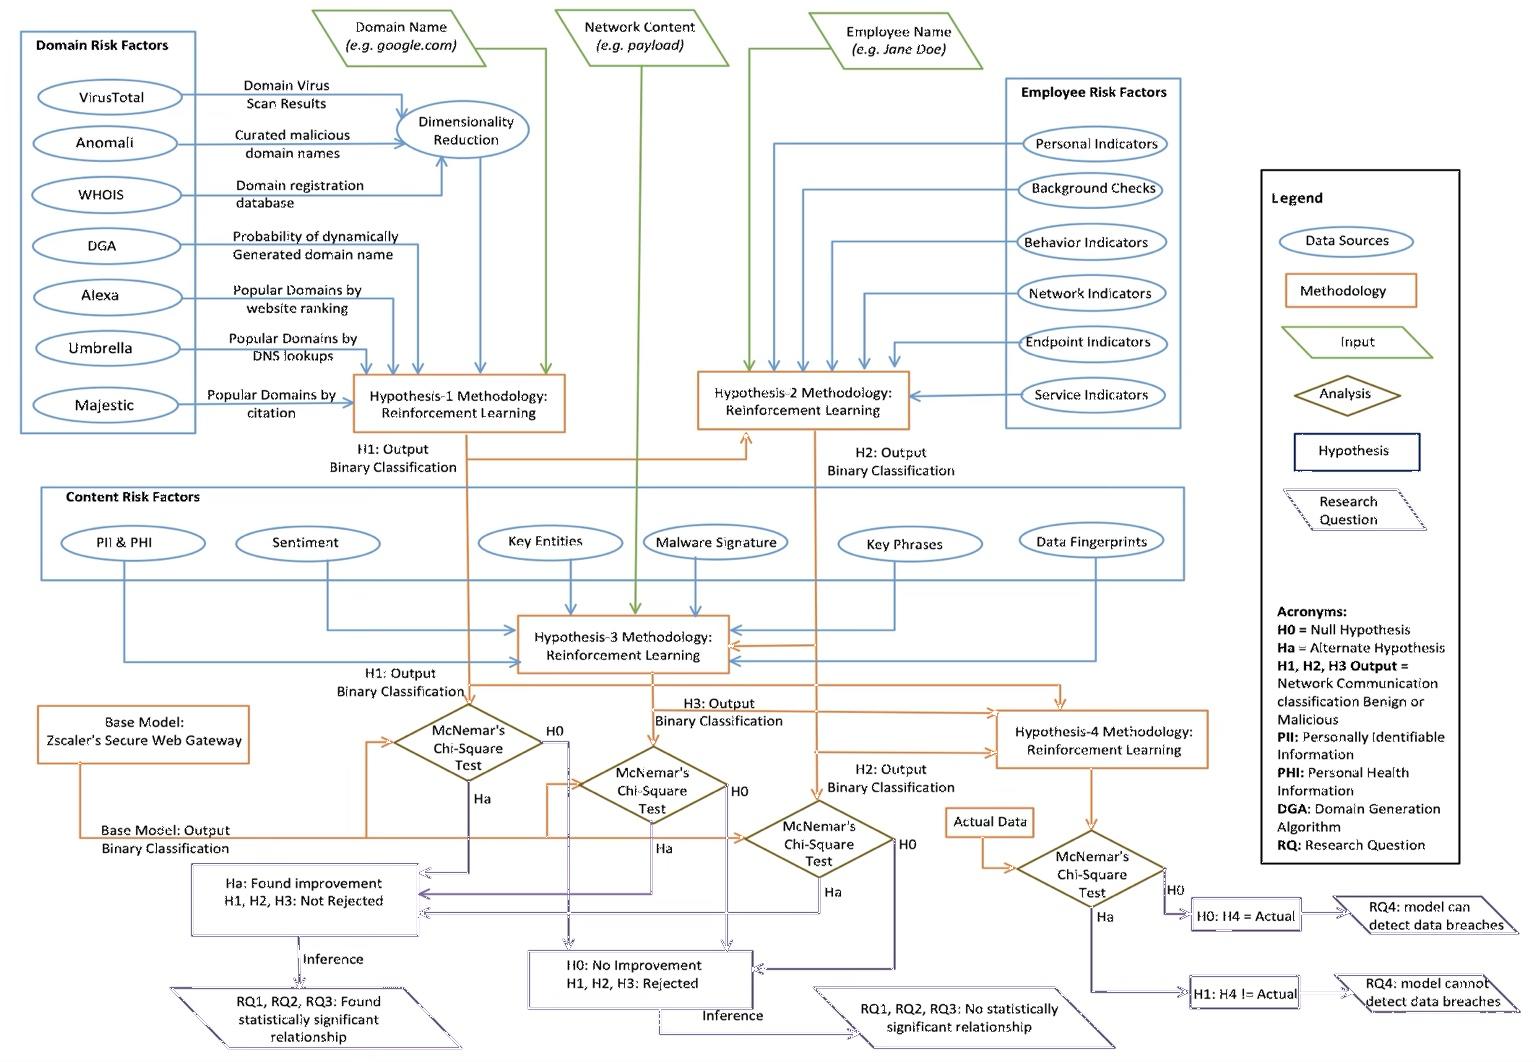 Domain Name
(e.g. google.com)
Network Content
(e.g. payload)
Employee Name
(e.g. Jane Doe)
Domain Risk Factors
VirusTotal
Anomali
WHOIS
DGA
Alexa
Umbrella
Majestic
Domain Virus
Scan Results
Curated malicious
domain names
Domain registration
database
Probability of dynamically
Generated domain name
Popular Domains by
website ranking
Popular Domains by
DNS lookups
Popular Domains by
citation
Dimensionality
Reduction
Employee Risk Factors
Personal Indicators
Background Checks
Behavior Indicators
Network Indicators
Endpoint Indicators
Service Indicators
Hypothesis-1 Methodology:
Reinforcement Learning
Hypothesis-2 Methodology:
Reinforcement Learning
H1: Output
Binary Classification
H2: Output
Binary Classification
Content Risk Factors
PII & PHI
Sentiment
Key Entities
Malware Signature
Key Phrases
Data Fingerprints
Hypothesis-3 Methodology:
Reinforcement Learning
H1: Output
Binary Classification
H3: Output
Binary Classification
Base Model:
Zscaler's Secure Web Gateway
McNemar's
Chi-Square
Test
H0
Ha
McNemar's
Chi-Square
Test
H0
Ha
Hypothesis-4 Methodology:
Reinforcement Learning
H2: Output
Binary Classification
Base Model: Output
Binary Classification
McNemar's
Chi-Square
Test
H0
Ha
Actual Data
McNemar's
Chi-Square
Test
H0
Ha
Ha: Found improvement
H1, H2, H3: Not Rejected
Inference
RQ1, RQ2, RQ3: Found
statistically significant
relationship
H0: No Improvement
H1, H2, H3: Rejected
Inference
RQ1, RQ2, RQ3: No statistically
significant relationship
H0: H4 = Actual
RQ4: model can
detect data breaches
H1: H4 != Actual
RQ4: model cannot
detect data breaches
Legend
Data Sources
Methodology
Input
Analysis
Hypothesis
Research
Question
Acronyms:
H0 = Null Hypothesis
Ha = Alternate Hypothesis
H1, H2, H3 Output =
Network Communication
classification Benign or
Malicious
PII: Personally Identifiable
Information
PHI: Personal Health
Information
DGA: Domain Generation
Algorithm
RQ: Research Question